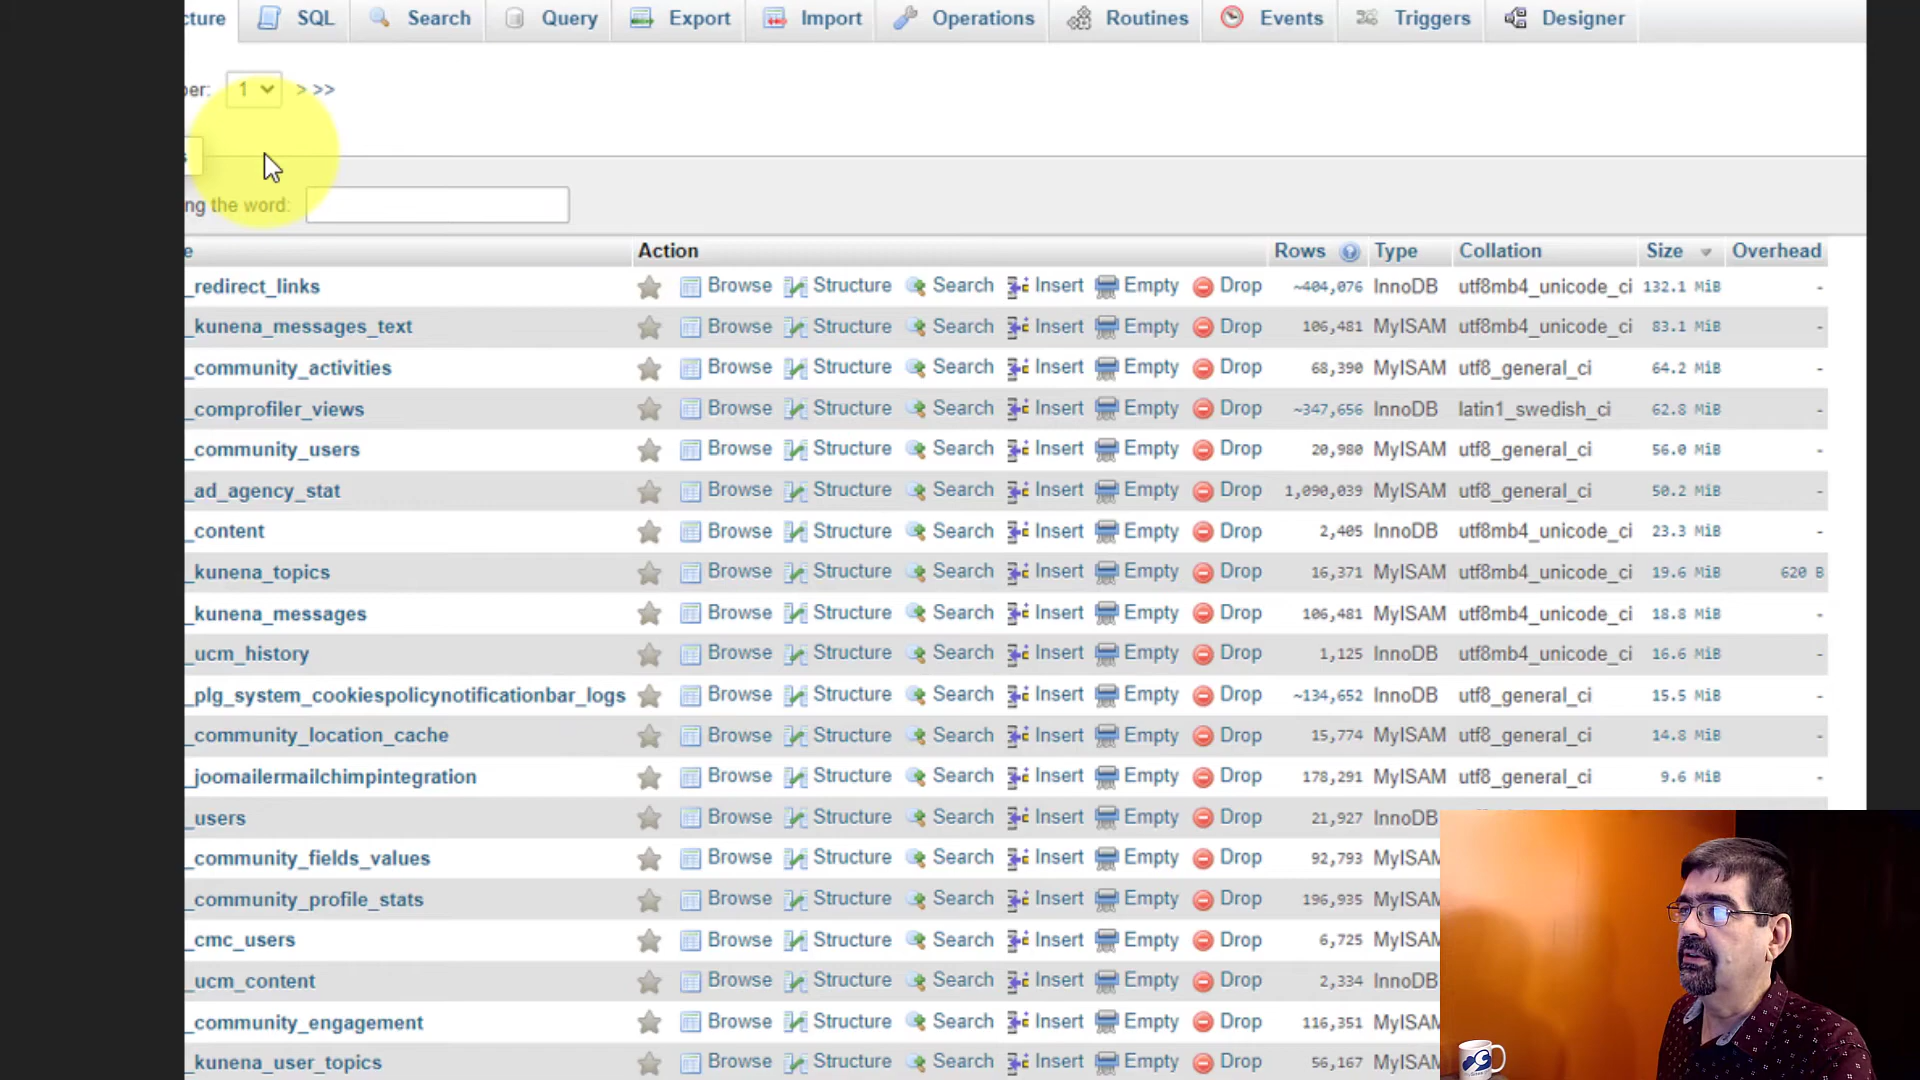 cture SQL Search Query Export Import Operations Routines Events Triggers Designer
ber: 1 > >>
s
ng the word:
e Action Rows Type Collation Size Overhead
_redirect_links Browse Structure Search Insert Empty Drop ~404,076 InnoDB utf8mb4_unicode_ci 132.1 MiB -
_kunena_messages_text Browse Structure Search Insert Empty Drop 106,481 MyISAM utf8mb4_unicode_ci 83.1 MiB -
_community_activities Browse Structure Search Insert Empty Drop 68,390 MyISAM utf8_general_ci 64.2 MiB -
_comprofiler_views Browse Structure Search Insert Empty Drop ~347,656 InnoDB latin1_swedish_ci 62.8 MiB -
_community_users Browse Structure Search Insert Empty Drop 20,980 MyISAM utf8_general_ci 56.0 MiB -
_ad_agency_stat Browse Structure Search Insert Empty Drop 1,090,039 MyISAM utf8_general_ci 50.2 MiB -
_content Browse Structure Search Insert Empty Drop 2,405 InnoDB utf8mb4_unicode_ci 23.3 MiB -
_kunena_topics Browse Structure Search Insert Empty Drop 16,371 MyISAM utf8mb4_unicode_ci 19.6 MiB 620 B
_kunena_messages Browse Structure Search Insert Empty Drop 106,481 MyISAM utf8mb4_unicode_ci 18.8 MiB -
_ucm_history Browse Structure Search Insert Empty Drop 1,125 InnoDB utf8mb4_unicode_ci 16.6 MiB -
_plg_system_cookiespolicynotificationbar_logs Browse Structure Search Insert Empty Drop ~134,652 InnoDB utf8_general_ci 15.5 MiB -
_community_location_cache Browse Structure Search Insert Empty Drop 15,774 MyISAM utf8_general_ci 14.8 MiB -
_joomailermailchimpintegration Browse Structure Search Insert Empty Drop 178,291 MyISAM utf8_general_ci 9.6 MiB -
_users Browse Structure Search Insert Empty Drop 21,927 InnoDB
_community_fields_values Browse Structure Search Insert Empty Drop 92,793 MyISAM
_community_profile_stats Browse Structure Search Insert Empty Drop 196,935 MyISAM
_cmc_users Browse Structure Search Insert Empty Drop 6,725 MyISAM
_ucm_content Browse Structure Search Insert Empty Drop 2,334 InnoDB
_community_engagement Browse Structure Search Insert Empty Drop 116,351 MyISAM
_kunena_user_topics Browse Structure Search Insert Empty Drop 56,167 MyISAM